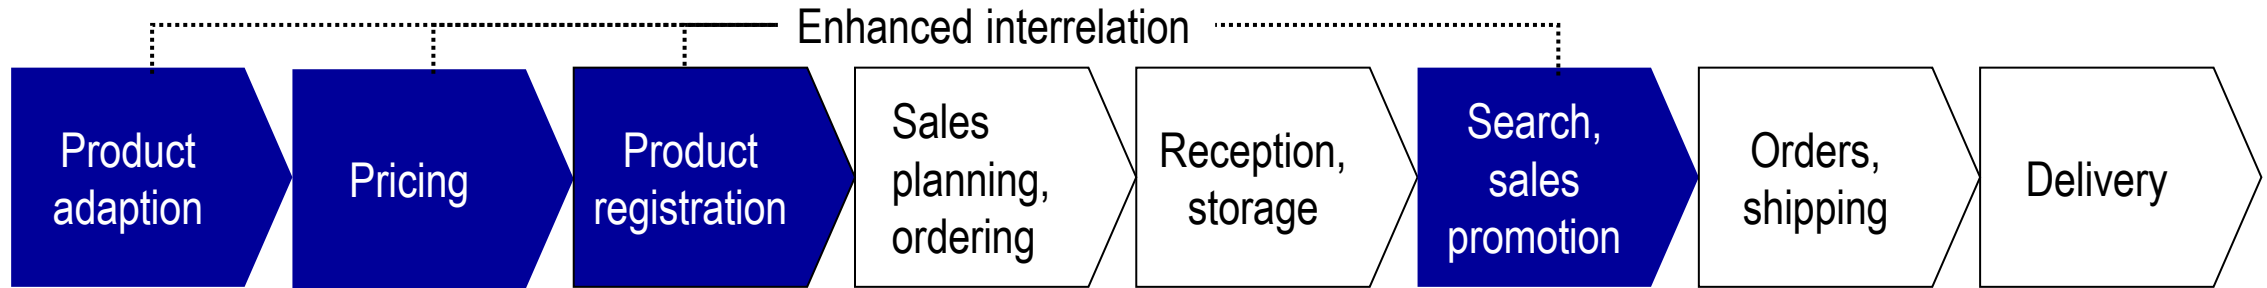 Enhanced interrelation
Product
adaption
Pricing
Product
registration
Sales
planning,
ordering
Reception,
storage
Search,
sales
promotion
Orders,
shipping
Delivery